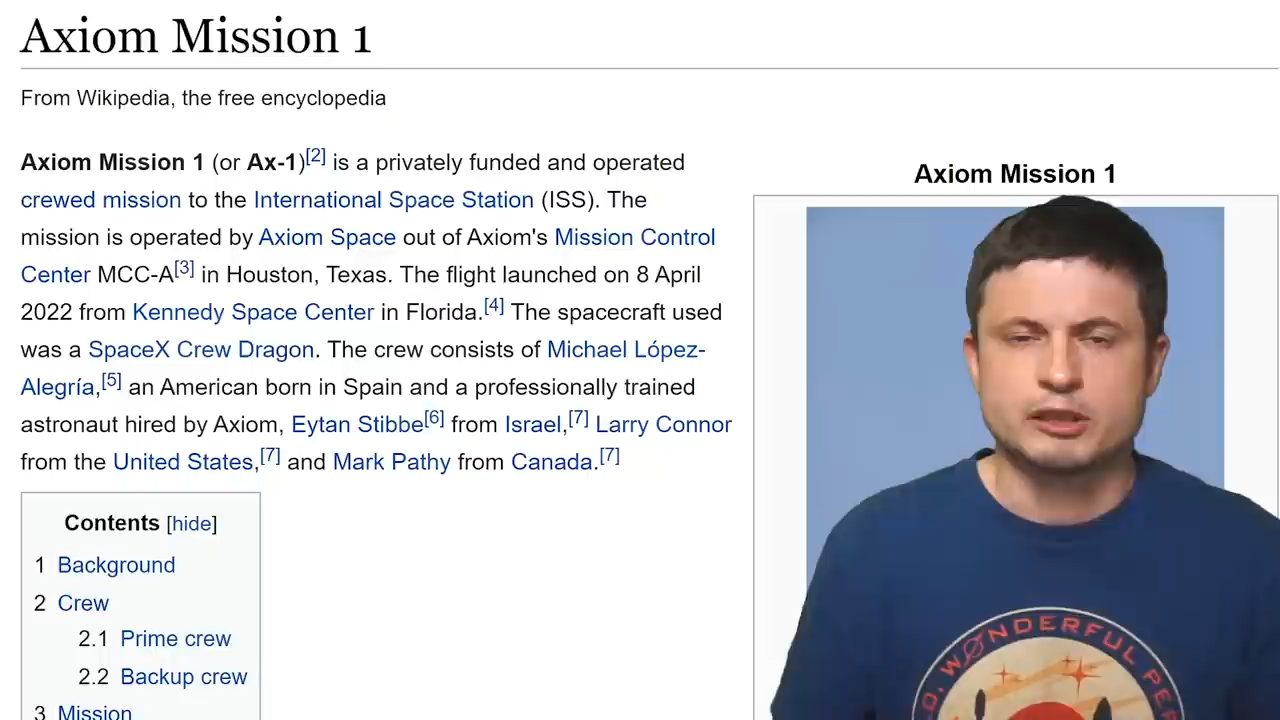 Axiom Mission 1
From Wikipedia, the free encyclopedia
Axiom Mission 1 (or Ax-1)[2] is a privately funded and operated
crewed mission to the International Space Station (ISS). The
mission is operated by Axiom Space out of Axiom's Mission Control
Center MCC-A[3] in Houston, Texas. The flight launched on 8 April
2022 from Kennedy Space Center in Florida.[4] The spacecraft used
was a SpaceX Crew Dragon. The crew consists of Michael López-
Alegría,[5] an American born in Spain and a professionally trained
astronaut hired by Axiom, Eytan Stibbe[6] from Israel,[7] Larry Connor
from the United States,[7] and Mark Pathy from Canada.[7]
Contents [hide]
1 Background
2 Crew
2.1 Prime crew
2.2 Backup crew
3 Mission
Axiom Mission 1
WØNDERFUL PER